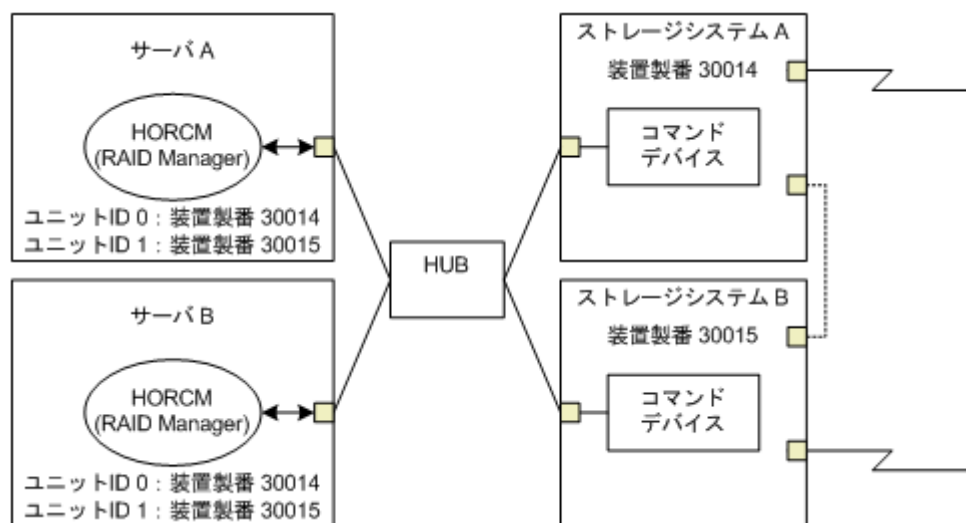 サーバ A
HORCM
(RAID Manager)
ユニットID 0 : 装置製番 30014
ユニットID 1 : 装置製番 30015
サーバ B
HORCM
(RAID Manager)
ユニットID 0 : 装置製番 30014
ユニットID 1 : 装置製番 30015
HUB
ストレージシステム A
装置製番 30014
コマンド
デバイス
ストレージシステム B
装置製番 30015
コマンド
デバイス